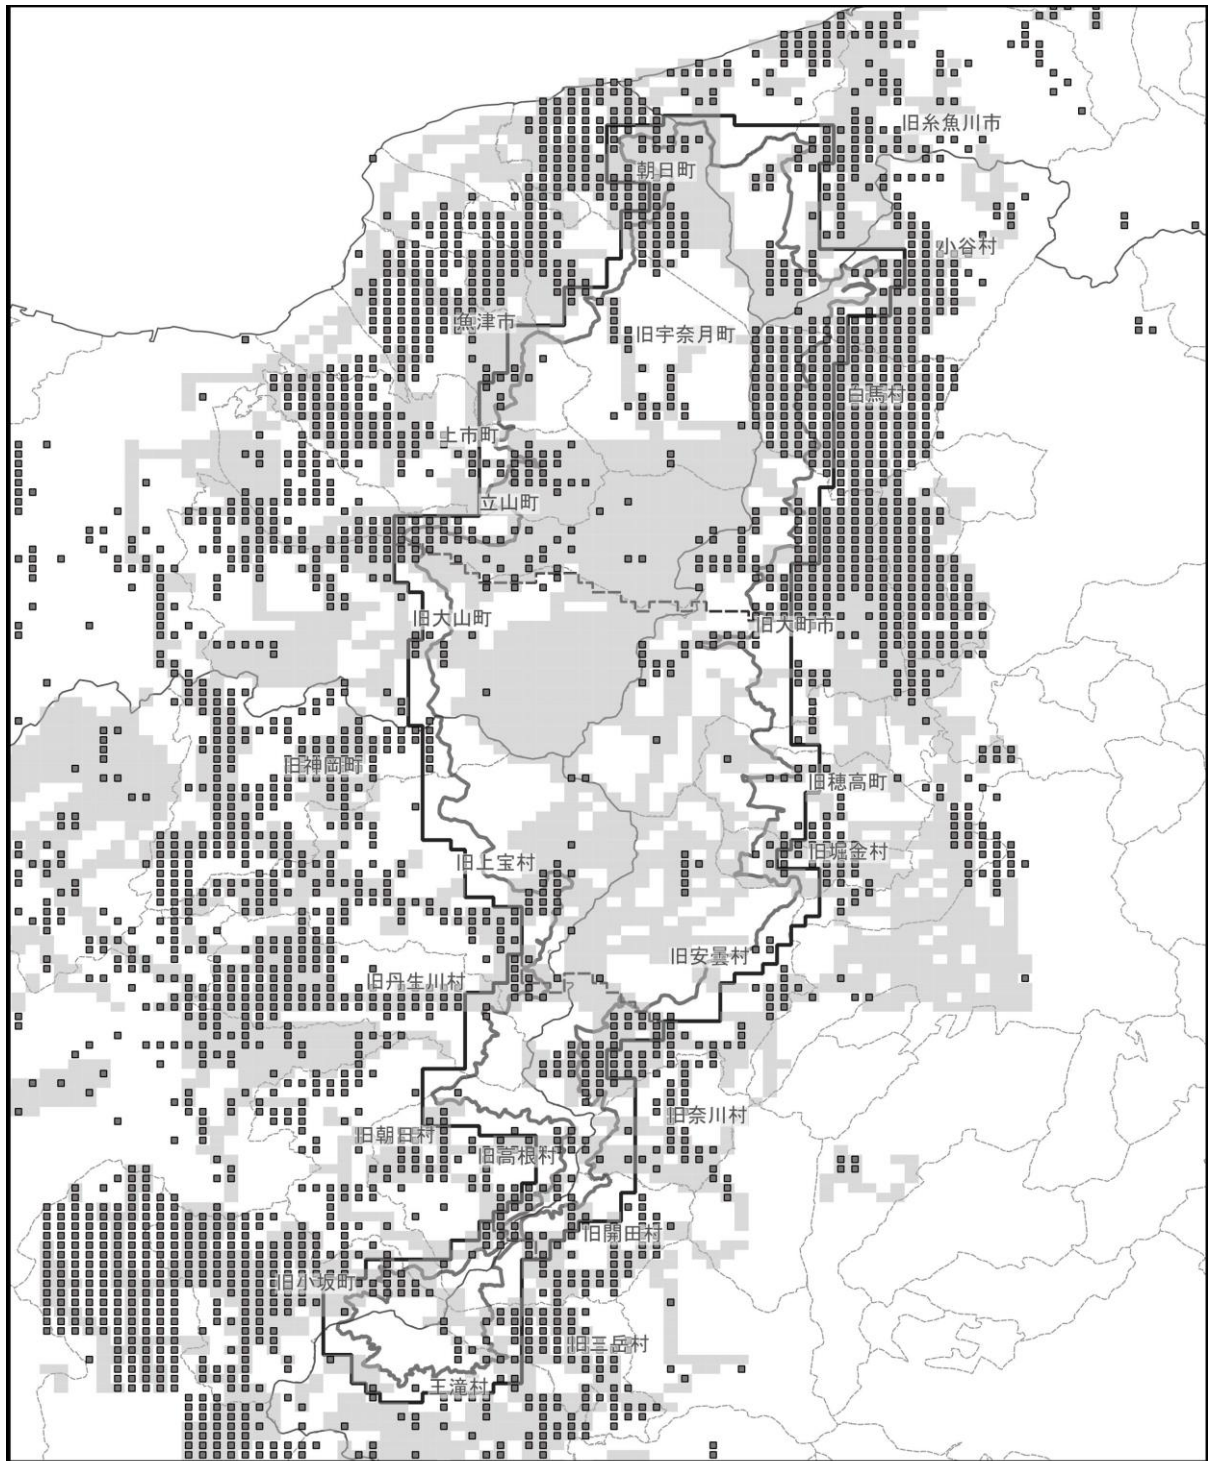 旧糸魚川市
朝日町
小谷村
魚津市
旧宇奈月町
白馬村
上市町
立山町
旧大山町
旧大町市
旧神岡町
旧穂高町
旧上宝村
旧堀金村
旧安曇村
旧丹生川村
旧奈川村
旧朝日村
旧高根村
旧開田村
旧小坂町
旧三岳村
王滝村